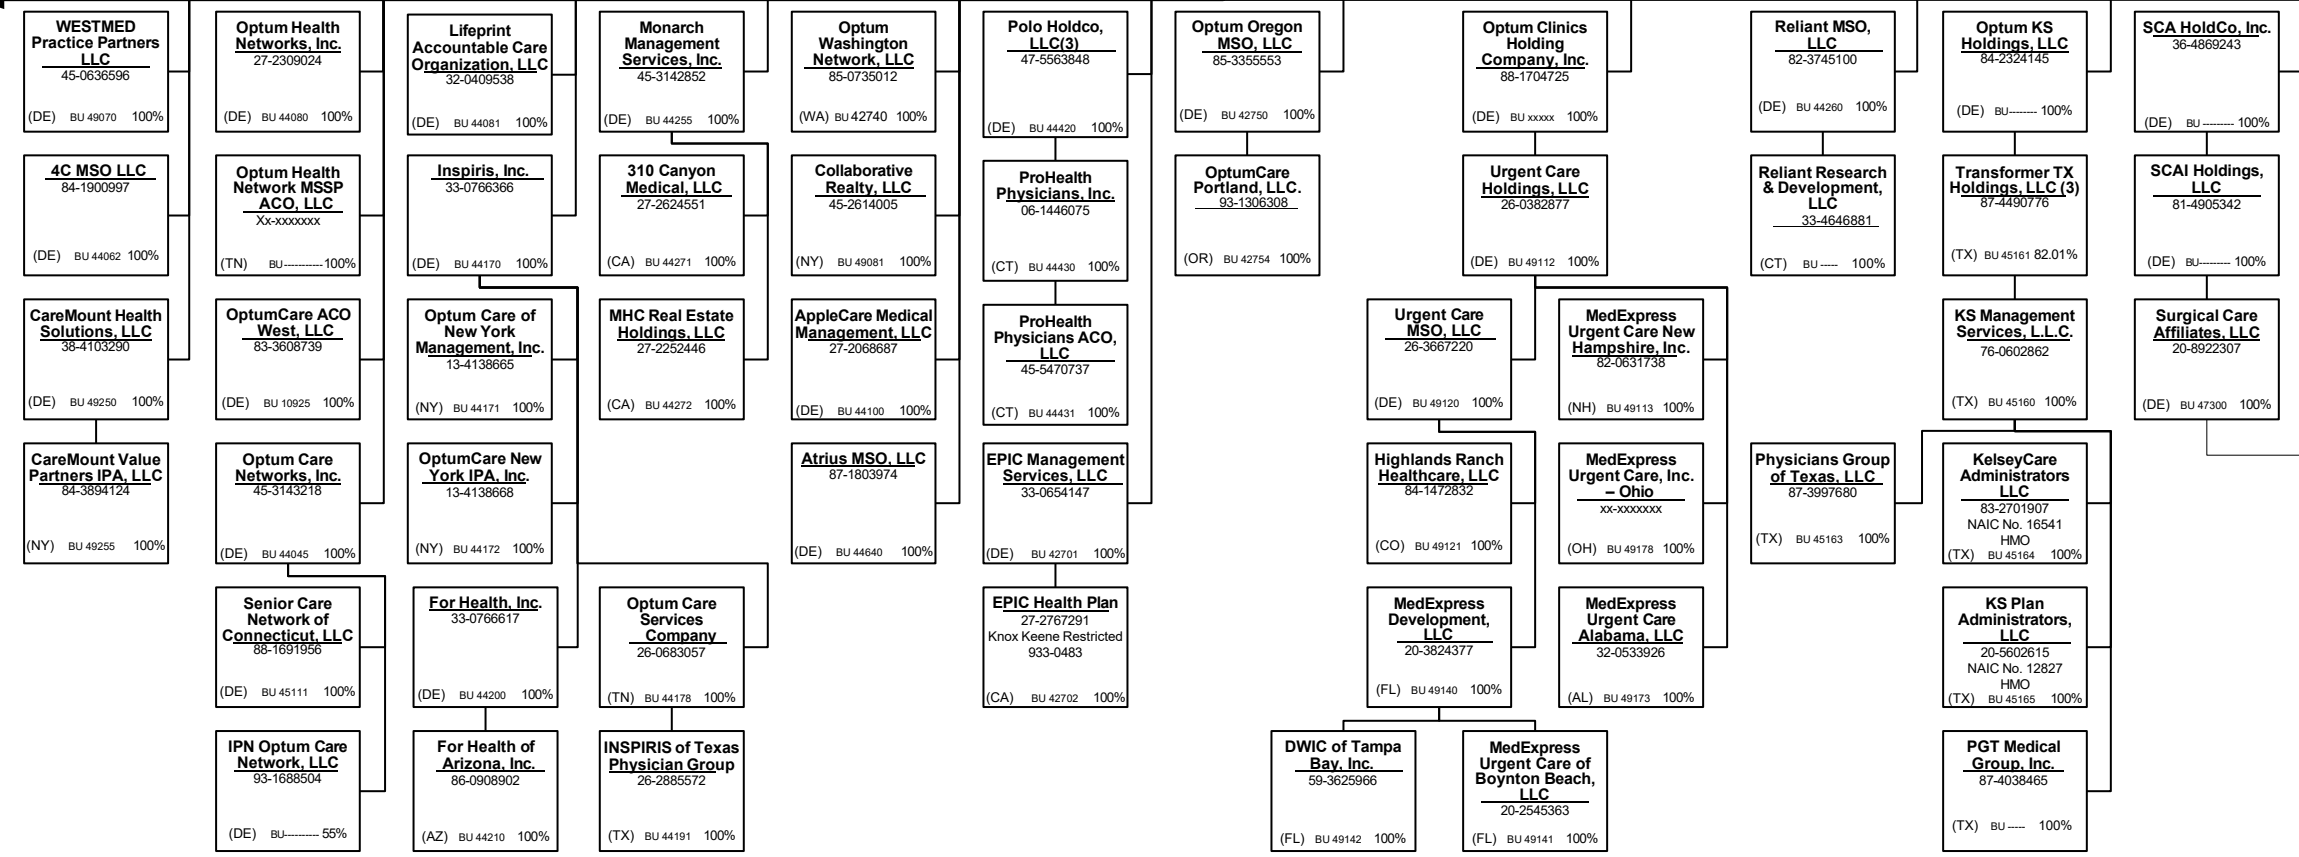 WESTMED
Practice Partners
LLC
45-0636596
(DE) BU 49070 100%
Optum Health
Networks, Inc.
27-2309024
(DE) BU 44080 100%
Lifeprint
Accountable Care
Organization, LLC
32-0409538
(DE) BU 44081 100%
Monarch
Management
Services, Inc.
45-3142852
(DE) BU 44255 100%
Optum
Washington
Network, LLC
85-0735012
(WA) BU 42740 100%
Polo Holdco,
LLC(3)
47-5563848
(DE) BU 44420 100%
Optum Oregon
MSO, LLC
85-3355553
(DE) BU 42750 100%
Optum Clinics
Holding
Company, Inc.
88-1704725
(DE) BU xxxxx 100%
Reliant MSO,
LLC
82-3745100
(DE) BU 44260 100%
Optum KS
Holdings, LLC
84-2324145
(DE) BU-------- 100%
SCA HoldCo, Inc.
36-4869243
(DE) BU --------- 100%
4C MSO LLC
84-1900997
(DE) BU 44062 100%
Optum Health
Network MSSP
ACO, LLC
Xx-xxxxxxx
(TN) BU-----------100%
Inspiris, Inc.
33-0766366
(DE) BU 44170 100%
310 Canyon
Medical, LLC
27-2624551
(CA) BU 44271 100%
Collaborative
Realty, LLC
45-2614005
(NY) BU 49081 100%
ProHealth
Physicians, Inc.
06-1446075
(CT) BU 44430 100%
OptumCare
Portland, LLC.
93-1306308
(OR) BU 42754 100%
Urgent Care
Holdings, LLC
26-0382877
(DE) BU 49112 100%
Reliant Research
& Development,
LLC
33-4646881
(CT) BU ----- 100%
Transformer TX
Holdings, LLC (3)
87-4490776
(TX) BU 45161 82.01%
SCAI Holdings,
LLC
81-4905342
(DE) BU--------- 100%
CareMount Health
Solutions, LLC
38-4103290
(DE) BU 49250 100%
OptumCare ACO
West, LLC
83-3608739
(DE) BU 10925 100%
Optum Care of
New York
Management, Inc.
13-4138665
(NY) BU 44171 100%
MHC Real Estate
Holdings, LLC
27-2252446
(CA) BU 44272 100%
AppleCare Medical
Management, LLC
27-2068687
(DE) BU 44100 100%
ProHealth
Physicians ACO,
LLC
45-5470737
(CT) BU 44431 100%
Urgent Care
MSO, LLC
26-3667220
(DE) BU 49120 100%
MedExpress
Urgent Care New
Hampshire, Inc.
82-0631738
(NH) BU 49113 100%
KS Management
Services, L.L.C.
76-0602862
(TX) BU 45160 100%
Surgical Care
Affiliates, LLC
20-8922307
(DE) BU 47300 100%
CareMount Value
Partners IPA, LLC
84-3894124
(NY) BU 49255 100%
Optum Care
Networks, Inc.
45-3143218
(DE) BU 44045 100%
OptumCare New
York IPA, Inc.
13-4138668
(NY) BU 44172 100%
Atrius MSO, LLC
87-1803974
(DE) BU 44640 100%
EPIC Management
Services, LLC
33-0654147
(DE) BU 42701 100%
Highlands Ranch
Healthcare, LLC
84-1472832
(CO) BU 49121 100%
MedExpress
Urgent Care, Inc.
– Ohio
xx-xxxxxxx
(OH) BU 49178 100%
Physicians Group
of Texas, LLC
87-3997680
(TX) BU 45163 100%
KelseyCare
Administrators
LLC
83-2701907
NAIC No. 16541
HMO
(TX) BU 45164 100%
Senior Care
Network of
Connecticut, LLC
88-1691956
(DE) BU 45111 100%
For Health, Inc.
33-0766617
(DE) BU 44200 100%
Optum Care
Services
Company
26-0683057
(TN) BU 44178 100%
EPIC Health Plan
27-2767291
Knox Keene Restricted
933-0483
(CA) BU 42702 100%
MedExpress
Development,
LLC
20-3824377
(FL) BU 49140 100%
MedExpress
Urgent Care
Alabama, LLC
32-0533926
(AL) BU 49173 100%
KS Plan
Administrators,
LLC
20-5602615
NAIC No. 12827
HMO
(TX) BU 45165 100%
IPN Optum Care
Network, LLC
93-1688504
(DE) BU---------- 55%
For Health of
Arizona, Inc.
86-0908902
(AZ) BU 44210 100%
INSPIRIS of Texas
Physician Group
26-2885572
(TX) BU 44191 100%
DWIC of Tampa
Bay, Inc.
59-3625966
(FL) BU 49142 100%
MedExpress
Urgent Care of
Boynton Beach,
LLC
20-2545363
(FL) BU 49141 100%
PGT Medical
Group, Inc.
87-4038465
(TX) BU ----- 100%